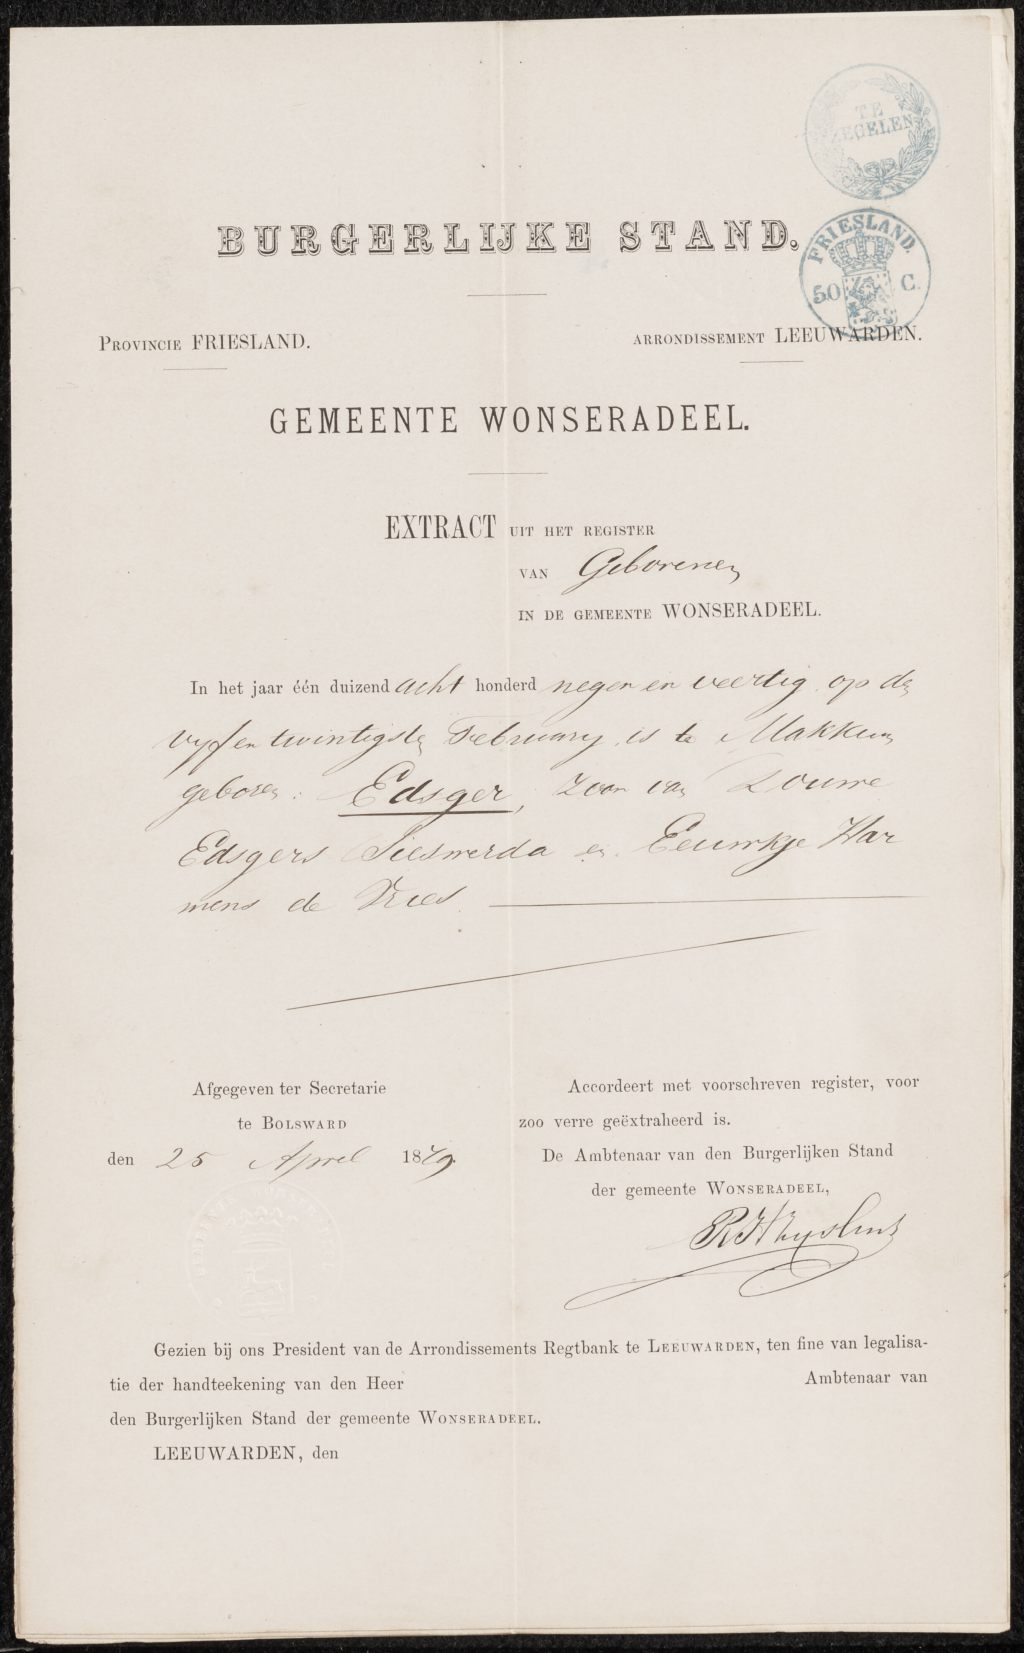 TE
ZEGELEN
BURGERLIJKE STAND.
FRIESLAND.
50 C.
PROVINCIE FRIESLAND.
ARRONDISSEMENT LEEUWARDEN.
GEMEENTE WONSERADEEL.
EXTRACT UIT HET REGISTER
VAN Geborenen
IN DE GEMEENTE WONSERADEEL.
In het jaar één duizend acht honderd negen en veertig, op den
vyf en twintigsten February, is te Makkum
geboren: Edsger, zoon van Douwe
Edsgers Sieswerda en Eeuwkje Har
mens de Vries.
Afgegeven ter Secretarie
te BOLSWARD
den 25 April 1879
Accordeert met voorschreven register, voor
zoo verre geëxtraheerd is.
De Ambtenaar van den Burgerlijken Stand
der gemeente WONSERADEEL,
Gezien bij ons President van de Arrondissements Regtbank te LEEUWARDEN, ten fine van legalisa-
tie der handteekening van den Heer Ambtenaar van
den Burgerlijken Stand der gemeente WONSERADEEL.
LEEUWARDEN, den